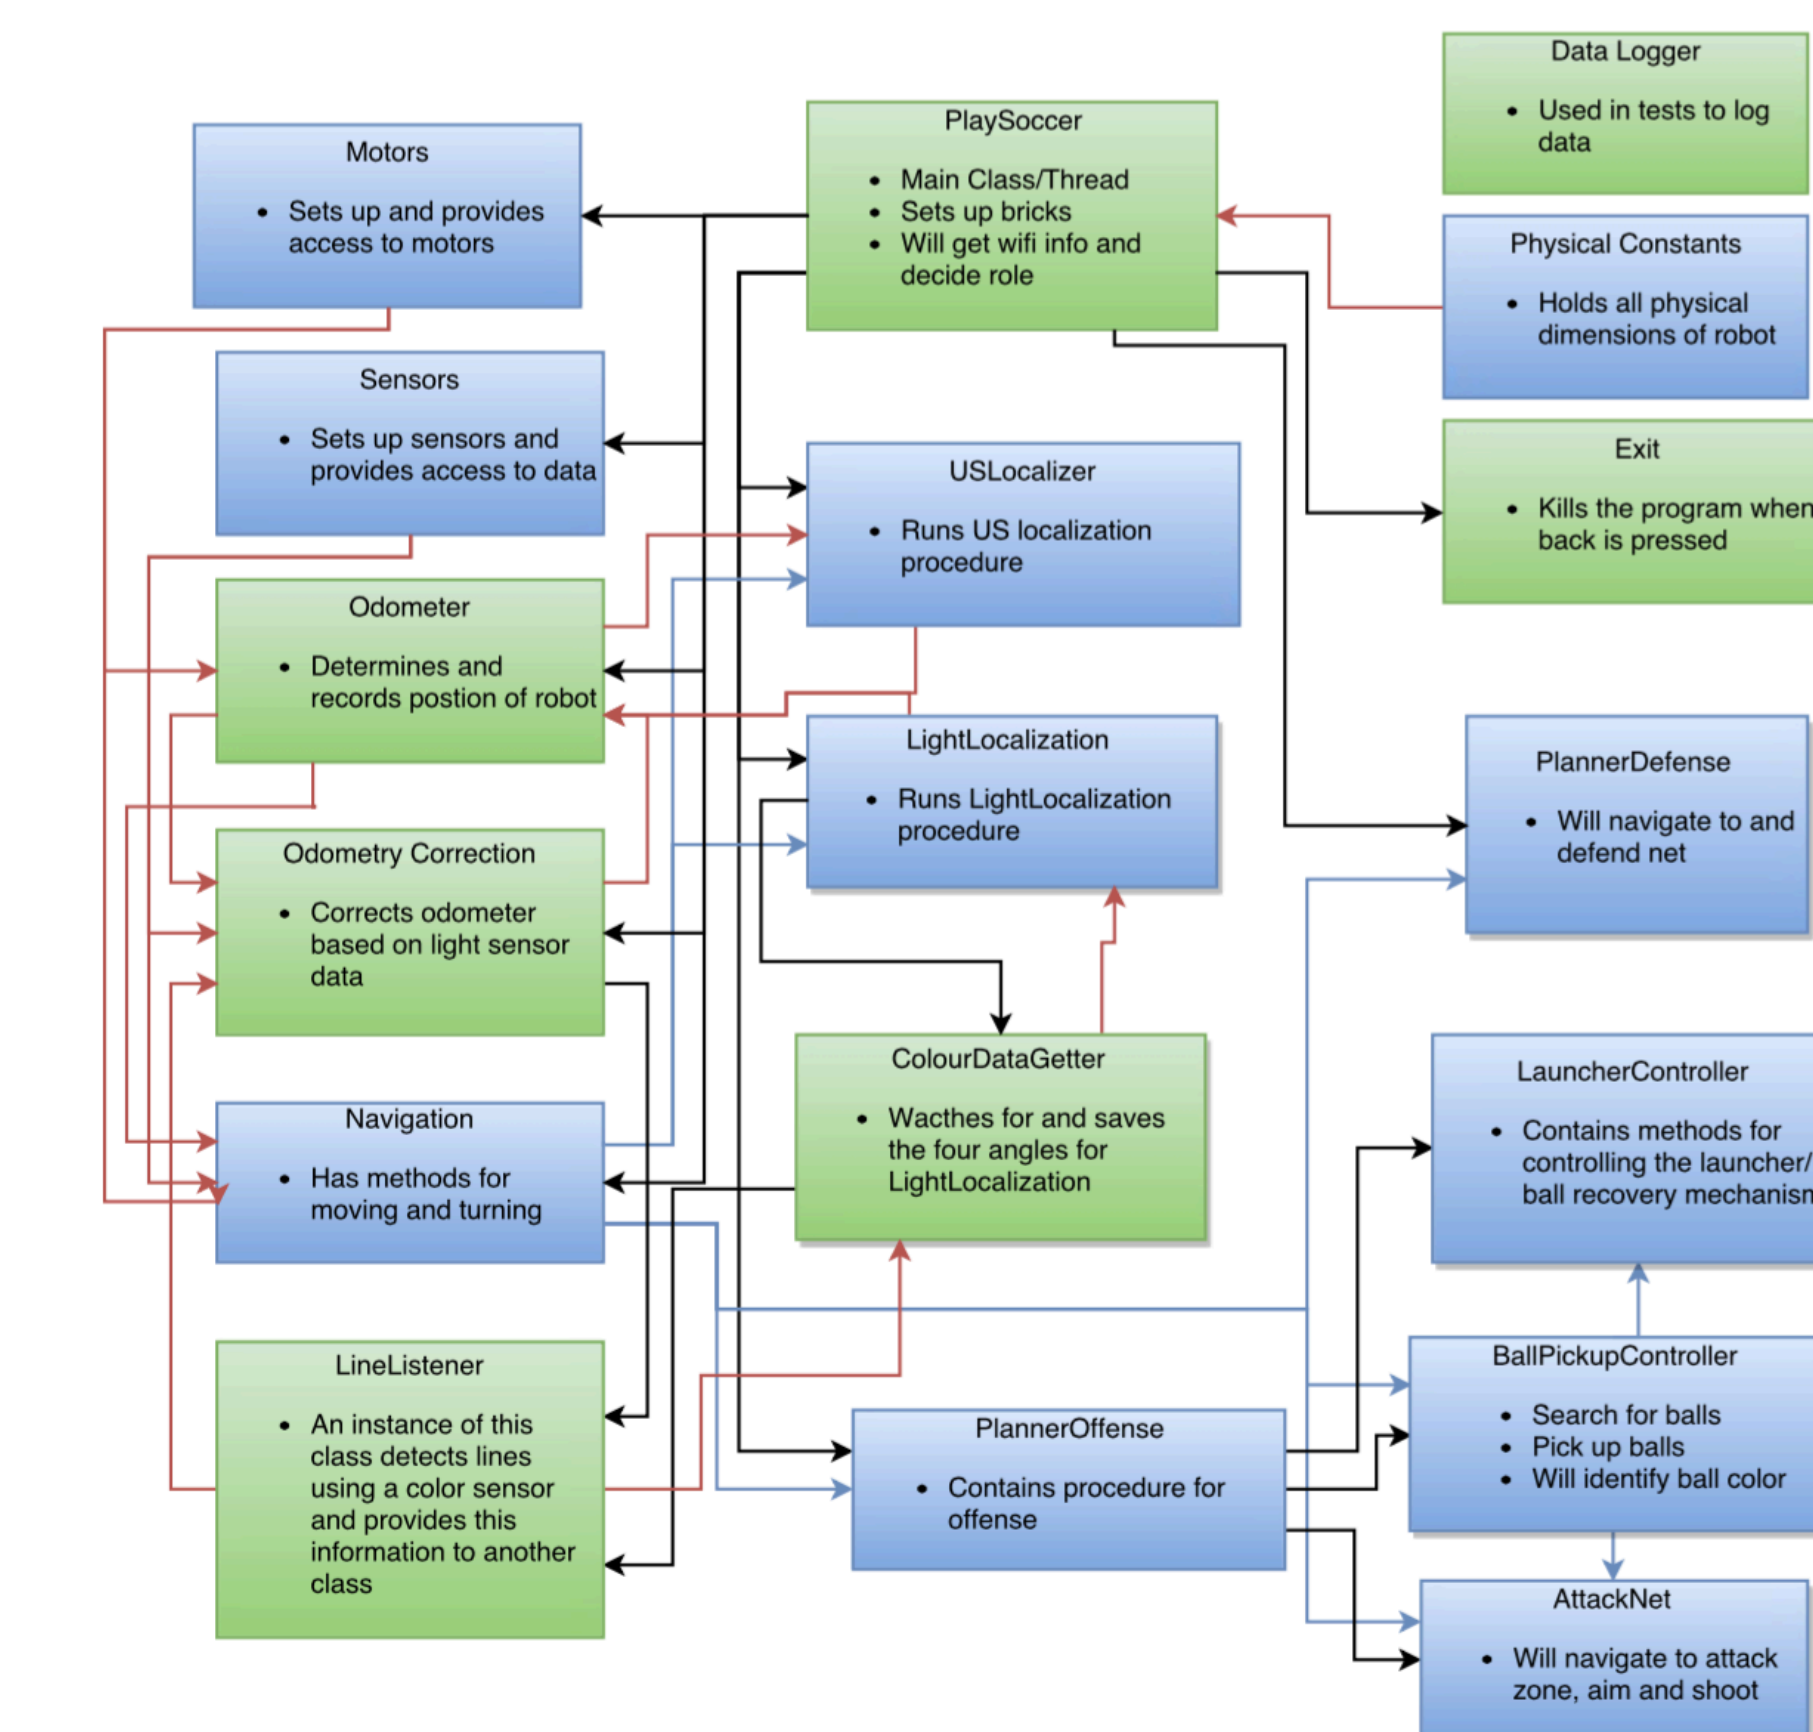 Motors
• Sets up and provides
access to motors
Sensors
• Sets up sensors and
provides access to data
Odometer
• Determines and
records postion of robot
Odometry Correction
• Corrects odometer
based on light sensor
data
Navigation
• Has methods for
moving and turning
LineListener
• An instance of this
class detects lines
using a color sensor
and provides this
information to another
class
PlaySoccer
• Main Class/Thread
• Sets up bricks
• Will get wifi info and
decide role
USLocalizer
• Runs US localization
procedure
LightLocalization
• Runs LightLocalization
procedure
ColourDataGetter
• Wacthes for and saves
the four angles for
LightLocalization
PlannerOffense
• Contains procedure for
offense
Data Logger
• Used in tests to log
data
Physical Constants
• Holds all physical
dimensions of robot
Exit
• Kills the program when
back is pressed
PlannerDefense
• Will navigate to and
defend net
LauncherController
• Contains methods for
controlling the launcher/
ball recovery mechanism
BallPickupController
• Search for balls
• Pick up balls
• Will identify ball color
AttackNet
• Will navigate to attack
zone, aim and shoot